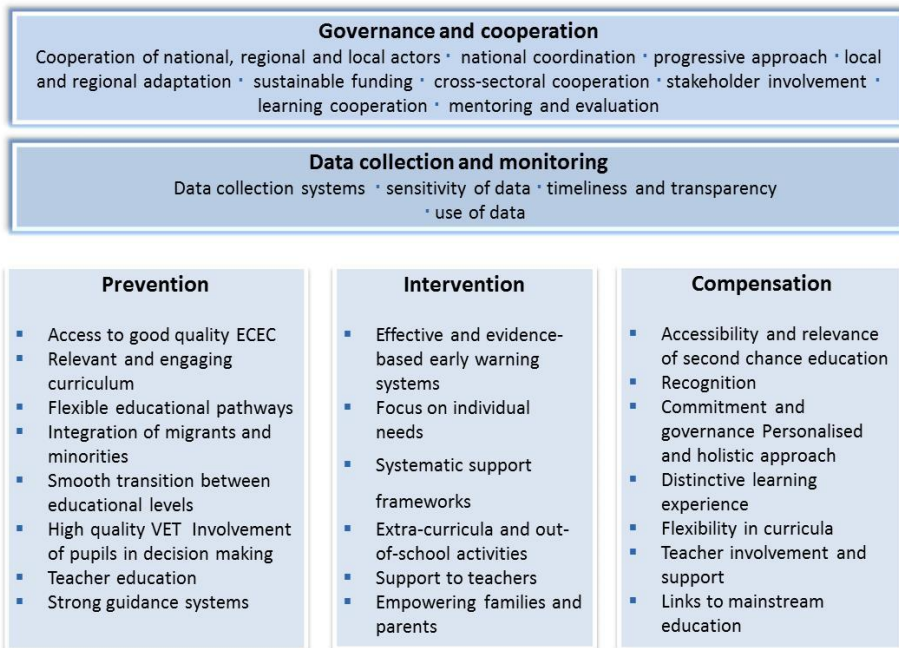 Governance and cooperation
Cooperation of national, regional and local actors · national coordination · progressive approach · local
and regional adaptation · sustainable funding · cross-sectoral cooperation · stakeholder involvement ·
learning cooperation · mentoring and evaluation
Data collection and monitoring
Data collection systems · sensitivity of data · timeliness and transparency
· use of data
Prevention
▪ Access to good quality ECEC
▪ Relevant and engaging
curriculum
▪ Flexible educational pathways
▪ Integration of migrants and
minorities
▪ Smooth transition between
educational levels
▪ High quality VET Involvement
of pupils in decision making
▪ Teacher education
▪ Strong guidance systems
Intervention
▪ Effective and evidence-
based early warning
systems
▪ Focus on individual
needs
▪ Systematic support
frameworks
▪ Extra-curricula and out-
of-school activities
▪ Support to teachers
▪ Empowering families and
parents
Compensation
▪ Accessibility and relevance
of second chance education
▪ Recognition
▪ Commitment and
governance Personalised
and holistic approach
▪ Distinctive learning
experience
▪ Flexibility in curricula
▪ Teacher involvement and
support
▪ Links to mainstream
education